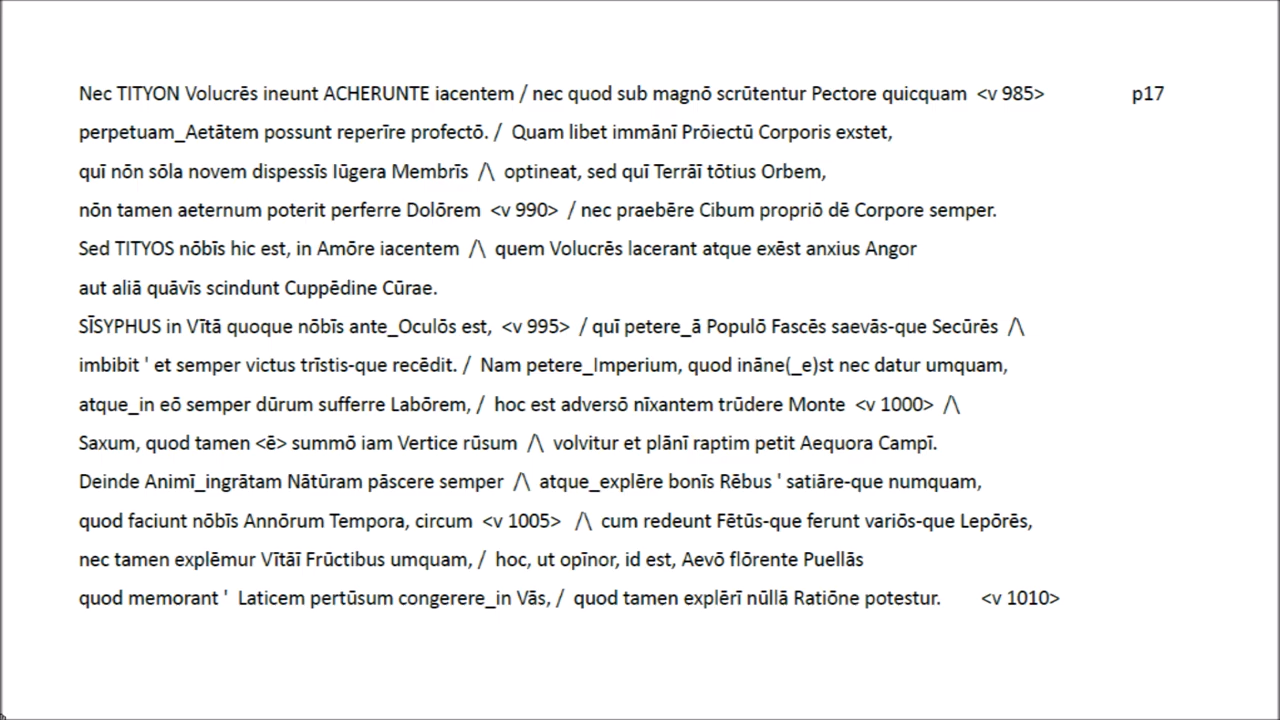 Nec TITYON Volucrēs ineunt ACHERUNTE iacentem / nec quod sub magnō scrūtentur Pectore quicquam <v 985> p17
perpetuam_Aetātem possunt reperīre profectō. / Quam libet immānī Prōiectū Corporis exstet,
quī nōn sōla novem dispessīs Iūgera Membrīs /\ optineat, sed quī Terrāī tōtius Orbem,
nōn tamen aeternum poterit perferre Dolōrem <v 990> / nec praebēre Cibum propriō dē Corpore semper.
Sed TITYOS nōbīs hic est, in Amōre iacentem /\ quem Volucrēs lacerant atque exēst anxius Angor
aut aliā quāvīs scindunt Cuppēdine Cūrae.
SĪSYPHUS in Vītā quoque nōbīs ante_Oculōs est, <v 995> / quī petere_ā Populō Fascēs saevās-que Secūrēs /\
imbibit ' et semper victus trīstis-que recēdit. / Nam petere_Imperium, quod ināne(_e)st nec datur umquam,
atque_in eō semper dūrum sufferre Labōrem, / hoc est adversō nīxantem trūdere Monte <v 1000> /\
Saxum, quod tamen <ē> summō iam Vertice rūsum /\ volvitur et plānī raptim petit Aequora Campī.
Deinde Animī_ingrātam Nātūram pāscere semper /\ atque_explēre bonīs Rēbus ' satiāre-que numquam,
quod faciunt nōbīs Annōrum Tempora, circum <v 1005> /\ cum redeunt Fētūs-que ferunt variōs-que Lepōrēs,
nec tamen explēmur Vītāī Frūctibus umquam, / hoc, ut opīnor, id est, Aevō flōrente Puellās
quod memorant ' Laticem pertūsum congerere_in Vās, / quod tamen explērī nūllā Ratiōne potestur. <v 1010>